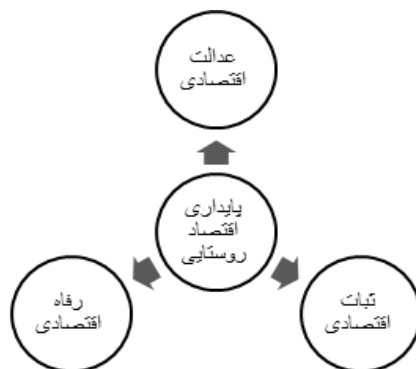 عدالت
اقتصادی
پایداری
اقتصاد
روستایی
ثبات
اقتصادی
رفاه
اقتصادی